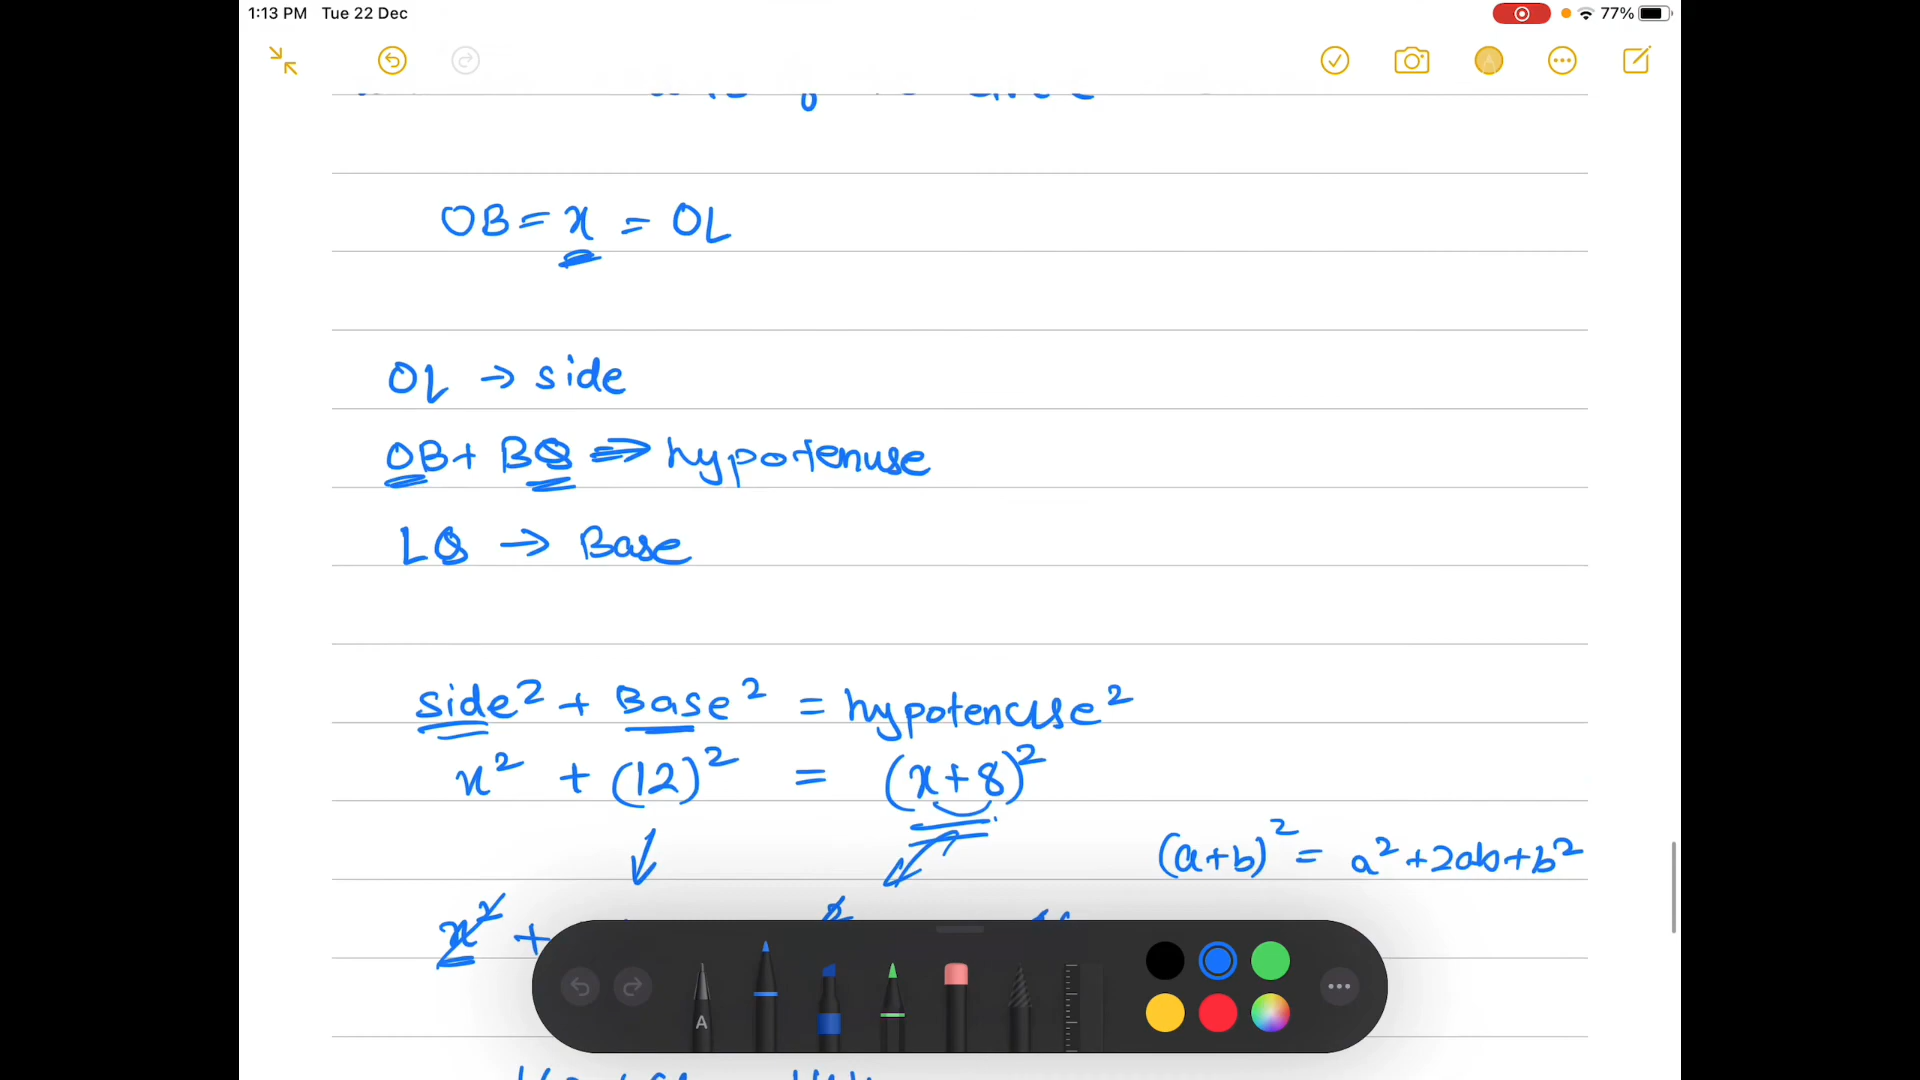 1:13 PM Tue 22 Dec 77%
OB = x = OL
OL → side
OB + BQ ⇒ hypotenuse
LQ → Base
side² + Base² = hypotenuse²
x² + (12)² = (x+8)²
(a+b)² = a² + 2ab + b²
x² +
A